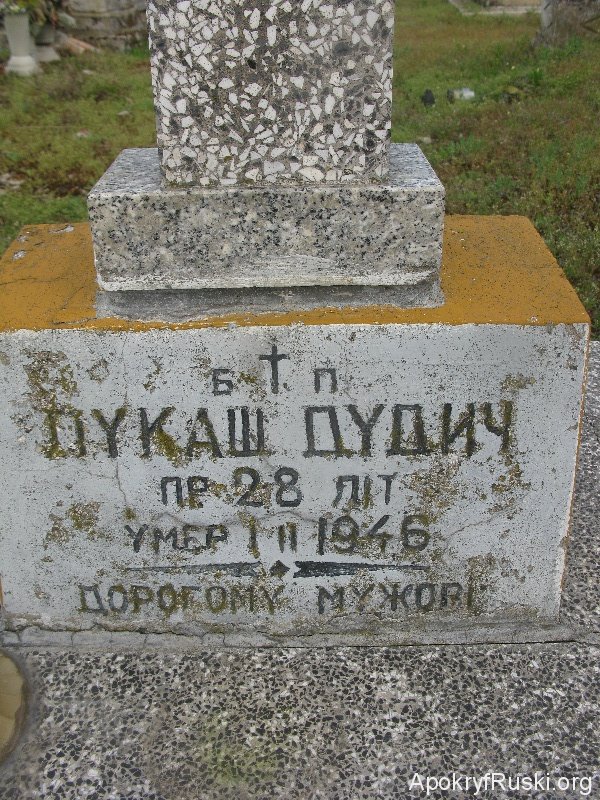 Б † П
ЛУКАШ ДУДИЧ
ПР 28 ЛІТ
УМЕР 1 II 1946
ДОРОГОМУ МУЖОВІ
ApokryfRuski.org